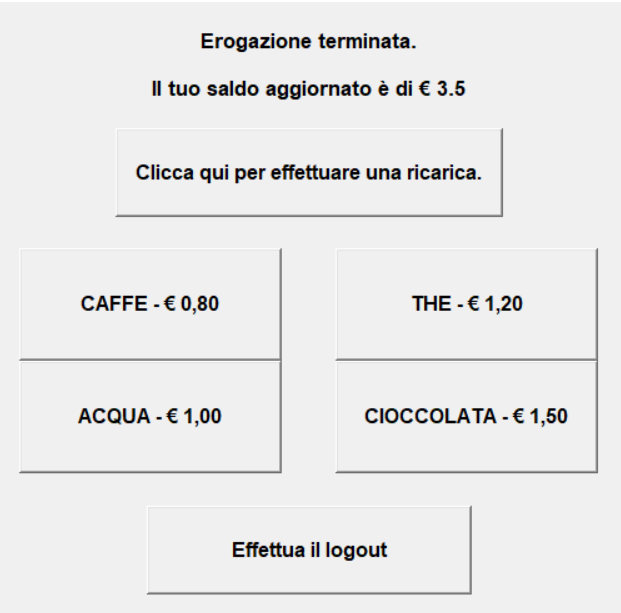 Erogazione terminata.
Il tuo saldo aggiornato è di € 3.5
Clicca qui per effettuare una ricarica.
CAFFE - € 0,80
THE - € 1,20
ACQUA - € 1,00
CIOCCOLATA - € 1,50
Effettua il logout